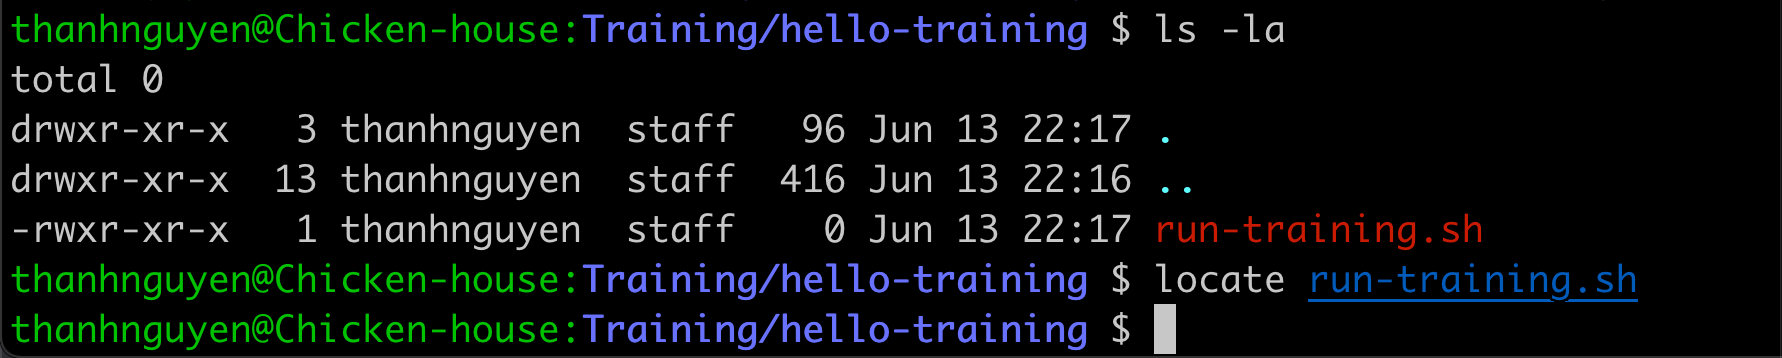 thanhnguyen@Chicken-house:Training/hello-training $ ls -la
total 0
drwxr-xr-x   3 thanhnguyen  staff   96 Jun 13 22:17 .
drwxr-xr-x  13 thanhnguyen  staff  416 Jun 13 22:16 ..
-rwxr-xr-x   1 thanhnguyen  staff    0 Jun 13 22:17 run-training.sh
thanhnguyen@Chicken-house:Training/hello-training $ locate run-training.sh
thanhnguyen@Chicken-house:Training/hello-training $